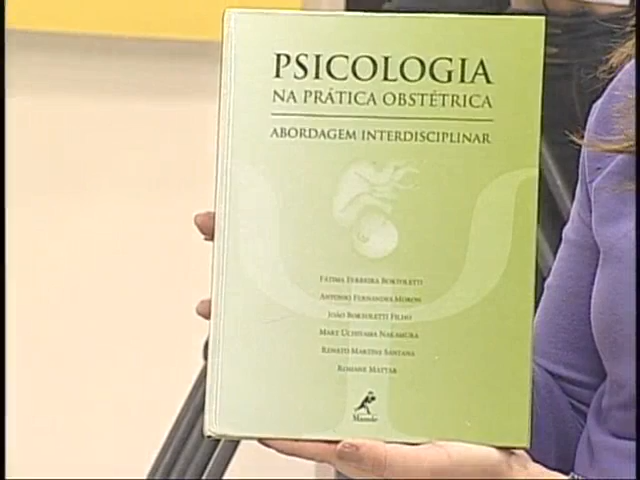 PSICOLOGIA
NA PRÁTICA OBSTÉTRICA
ABORDAGEM INTERDISCIPLINAR
FÁTIMA FERREIRA BORTOLETTI
ANTONIO FERNANDES MORON
JOÃO BORTOLETTI FILHO
MARY UCHIYAMA NAKAMURA
RENATO MARTINS SANTANA
ROSIANE MATTAR
Manole